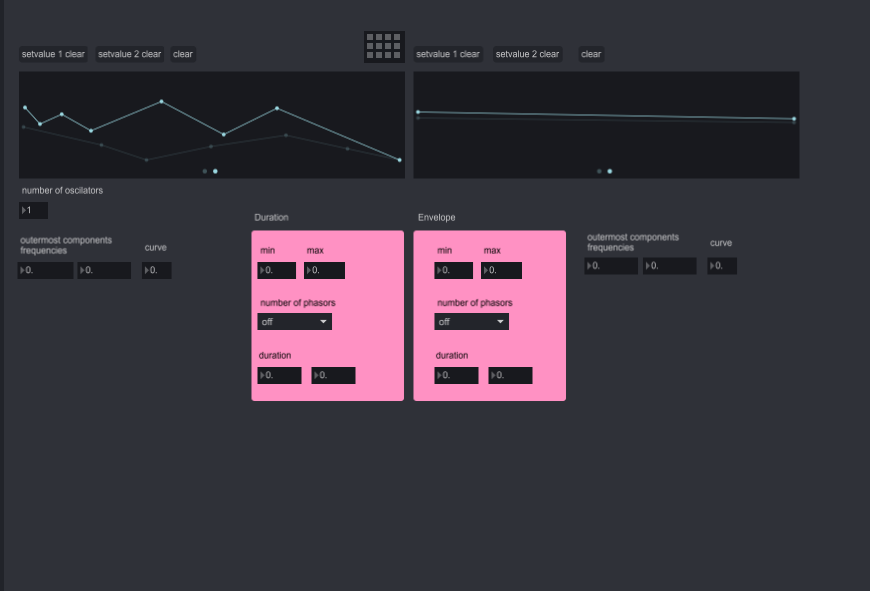 setvalue 1 clear
setvalue 2 clear
clear
setvalue 1 clear
setvalue 2 clear
clear
number of oscilators
1
outermost components
frequencies
curve
0.
0.
0.
Duration
min
max
0.
0.
number of phasors
off
duration
0.
0.
Envelope
min
max
0.
0.
number of phasors
off
duration
0.
0.
outermost components
frequencies
curve
0.
0.
0.